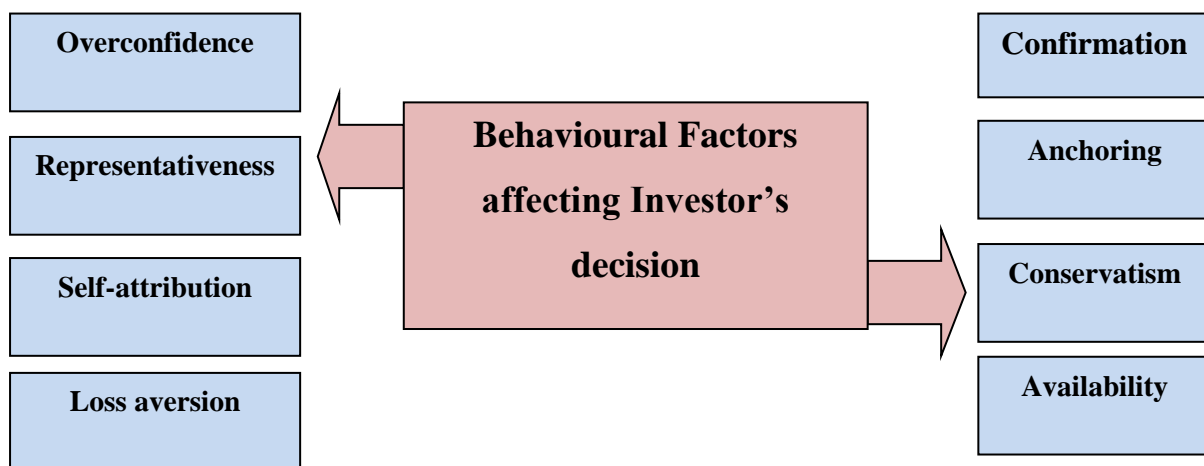 Overconfidence
Representativeness
Self-attribution
Loss aversion
Behavioural Factors
affecting Investor’s
decision
Confirmation
Anchoring
Conservatism
Availability